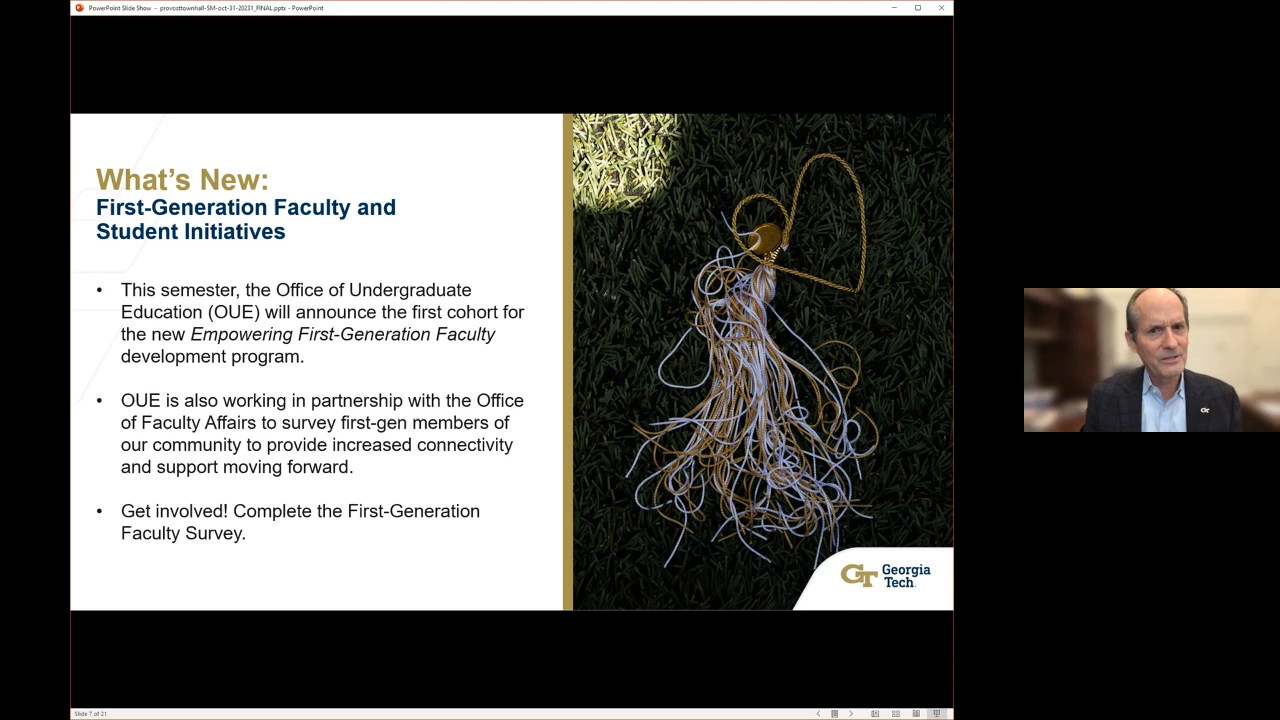 PowerPoint Slide Show - provosttownhall-SM-oct-31-20231_FINAL.pptx - PowerPoint
What's New:
First-Generation Faculty and
Student Initiatives
• This semester, the Office of Undergraduate
Education (OUE) will announce the first cohort for
the new Empowering First-Generation Faculty
development program.
• OUE is also working in partnership with the Office
of Faculty Affairs to survey first-gen members of
our community to provide increased connectivity
and support moving forward.
• Get involved! Complete the First-Generation
Faculty Survey.
GT Georgia
Tech.
GT
Slide 7 of 21